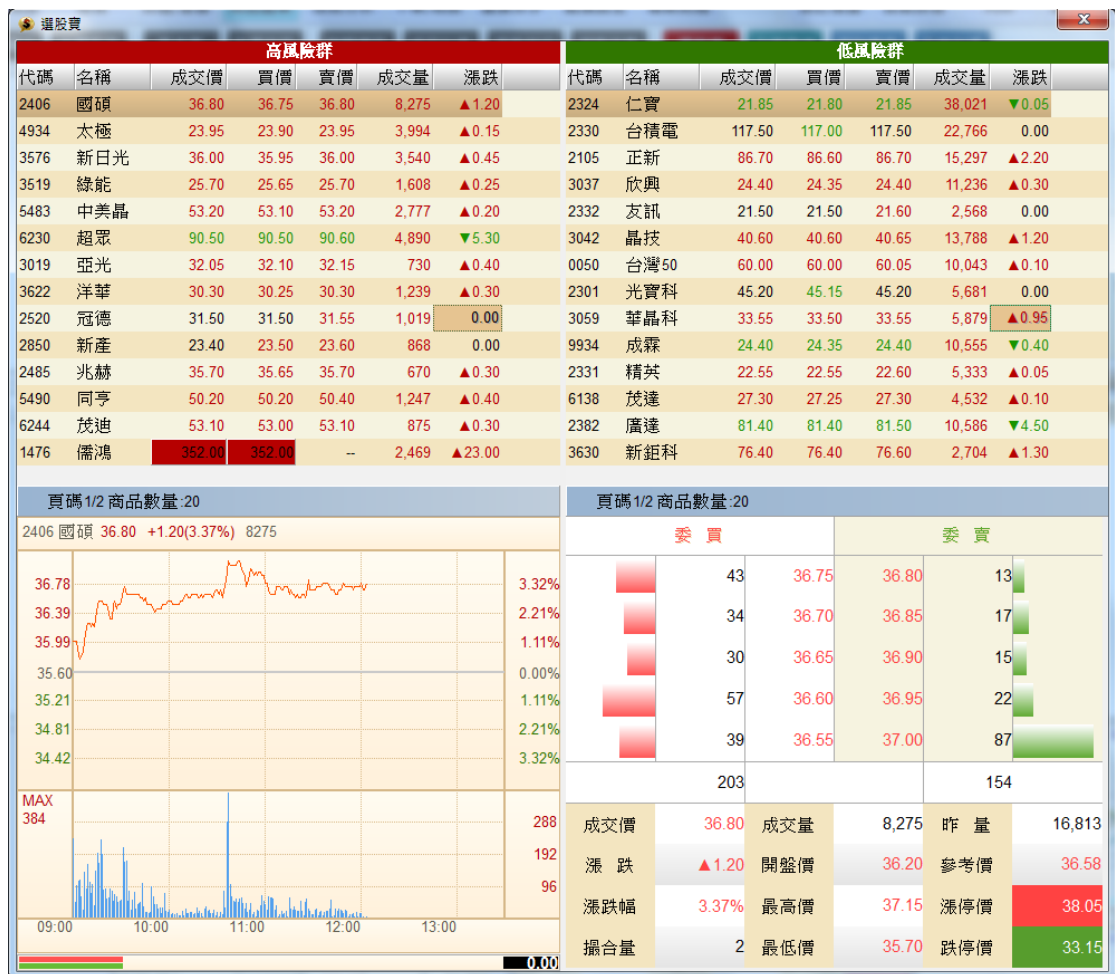 選股寶
高風險群
代碼 名稱 成交價 買價 賣價 成交量 漲跌
2406 國碩 36.80 36.75 36.80 8,275 ▲1.20
4934 太極 23.95 23.90 23.95 3,994 ▲0.15
3576 新日光 36.00 35.95 36.00 3,540 ▲0.45
3519 綠能 25.70 25.65 25.70 1,608 ▲0.25
5483 中美晶 53.20 53.10 53.20 2,777 ▲0.20
6230 超眾 90.50 90.50 90.60 4,890 ▼5.30
3019 亞光 32.05 32.10 32.15 730 ▲0.40
3622 洋華 30.30 30.25 30.30 1,239 ▲0.30
2520 冠德 31.50 31.50 31.55 1,019 0.00
2850 新產 23.40 23.50 23.60 868 0.00
2485 兆赫 35.70 35.65 35.70 670 ▲0.30
5490 同亨 50.20 50.20 50.40 1,247 ▲0.40
6244 茂迪 53.10 53.00 53.10 875 ▲0.30
1476 儒鴻 352.00 352.00 -- 2,469 ▲23.00
低風險群
代碼 名稱 成交價 買價 賣價 成交量 漲跌
2324 仁寶 21.85 21.80 21.85 38,021 ▼0.05
2330 台積電 117.50 117.00 117.50 22,766 0.00
2105 正新 86.70 86.60 86.70 15,297 ▲2.20
3037 欣興 24.40 24.35 24.40 11,236 ▲0.30
2332 友訊 21.50 21.50 21.60 2,568 0.00
3042 晶技 40.60 40.60 40.65 13,788 ▲1.20
0050 台灣50 60.00 60.00 60.05 10,043 ▲0.10
2301 光寶科 45.20 45.15 45.20 5,681 0.00
3059 華晶科 33.55 33.50 33.55 5,879 ▲0.95
9934 成霖 24.40 24.35 24.40 10,555 ▼0.40
2331 精英 22.55 22.55 22.60 5,333 ▲0.05
6138 茂達 27.30 27.25 27.30 4,532 ▲0.10
2382 廣達 81.40 81.40 81.50 10,586 ▼4.50
3630 新鉅科 76.40 76.40 76.60 2,704 ▲1.30
頁碼1/2 商品數量:20
2406 國碩 36.80 +1.20(3.37%) 8275
36.78 3.32%
36.39 2.21%
35.99 1.11%
35.60 0.00%
35.21 1.11%
34.81 2.21%
34.42 3.32%
MAX
384 288
192
96
09:00 10:00 11:00 12:00 13:00
0.00
頁碼1/2 商品數量:20
委 買 委 賣
43 36.75 36.80 13
34 36.70 36.85 17
30 36.65 36.90 15
57 36.60 36.95 22
39 36.55 37.00 87
203 154
成交價 36.80 成交量 8,275 昨 量 16,813
漲 跌 ▲1.20 開盤價 36.20 參考價 36.58
漲跌幅 3.37% 最高價 37.15 漲停價 38.05
撮合量 2 最低價 35.70 跌停價 33.15